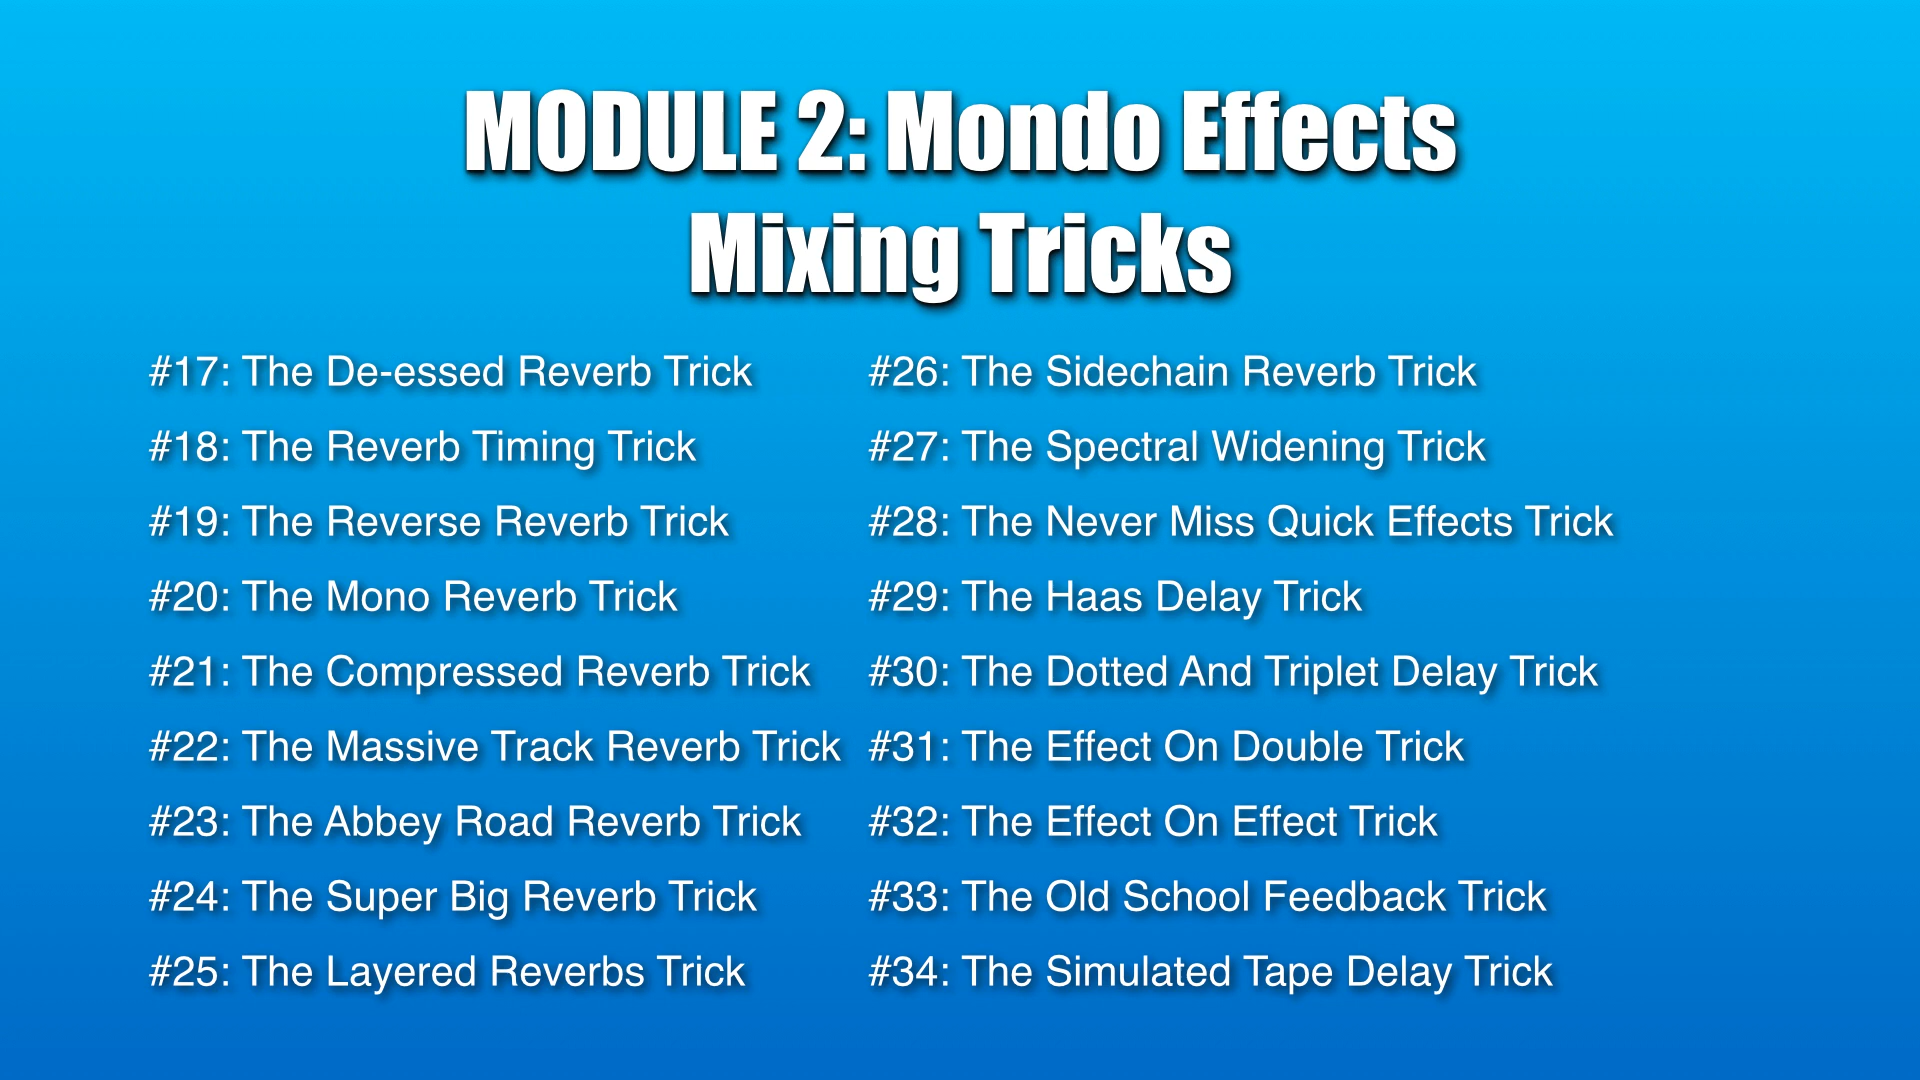 MODULE 2: Mondo Effects
Mixing Tricks
#17: The De-essed Reverb Trick
#18: The Reverb Timing Trick
#19: The Reverse Reverb Trick
#20: The Mono Reverb Trick
#21: The Compressed Reverb Trick
#22: The Massive Track Reverb Trick
#23: The Abbey Road Reverb Trick
#24: The Super Big Reverb Trick
#25: The Layered Reverbs Trick
#26: The Sidechain Reverb Trick
#27: The Spectral Widening Trick
#28: The Never Miss Quick Effects Trick
#29: The Haas Delay Trick
#30: The Dotted And Triplet Delay Trick
#31: The Effect On Double Trick
#32: The Effect On Effect Trick
#33: The Old School Feedback Trick
#34: The Simulated Tape Delay Trick